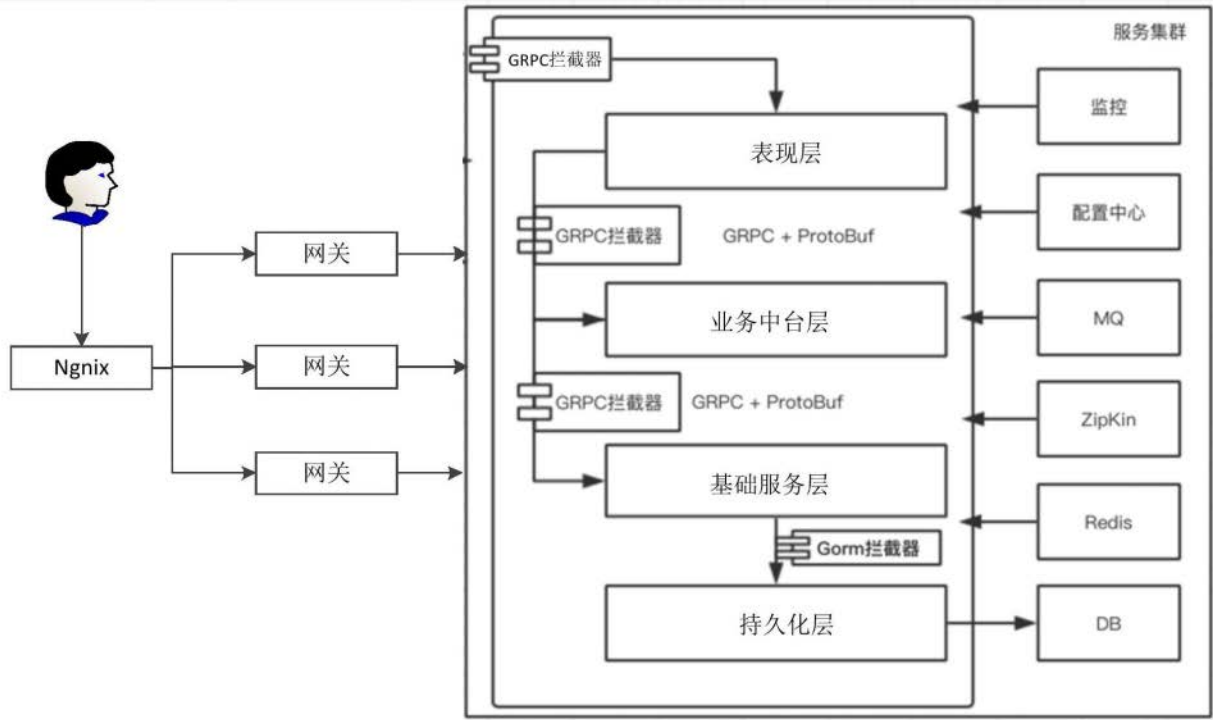 服务集群
GRPC拦截器
监控
表现层
配置中心
GRPC拦截器
GRPC + ProtoBuf
网关
业务中台层
MQ
Ngnix
网关
GRPC拦截器
GRPC + ProtoBuf
ZipKin
网关
基础服务层
Redis
Gorm拦截器
持久化层
DB